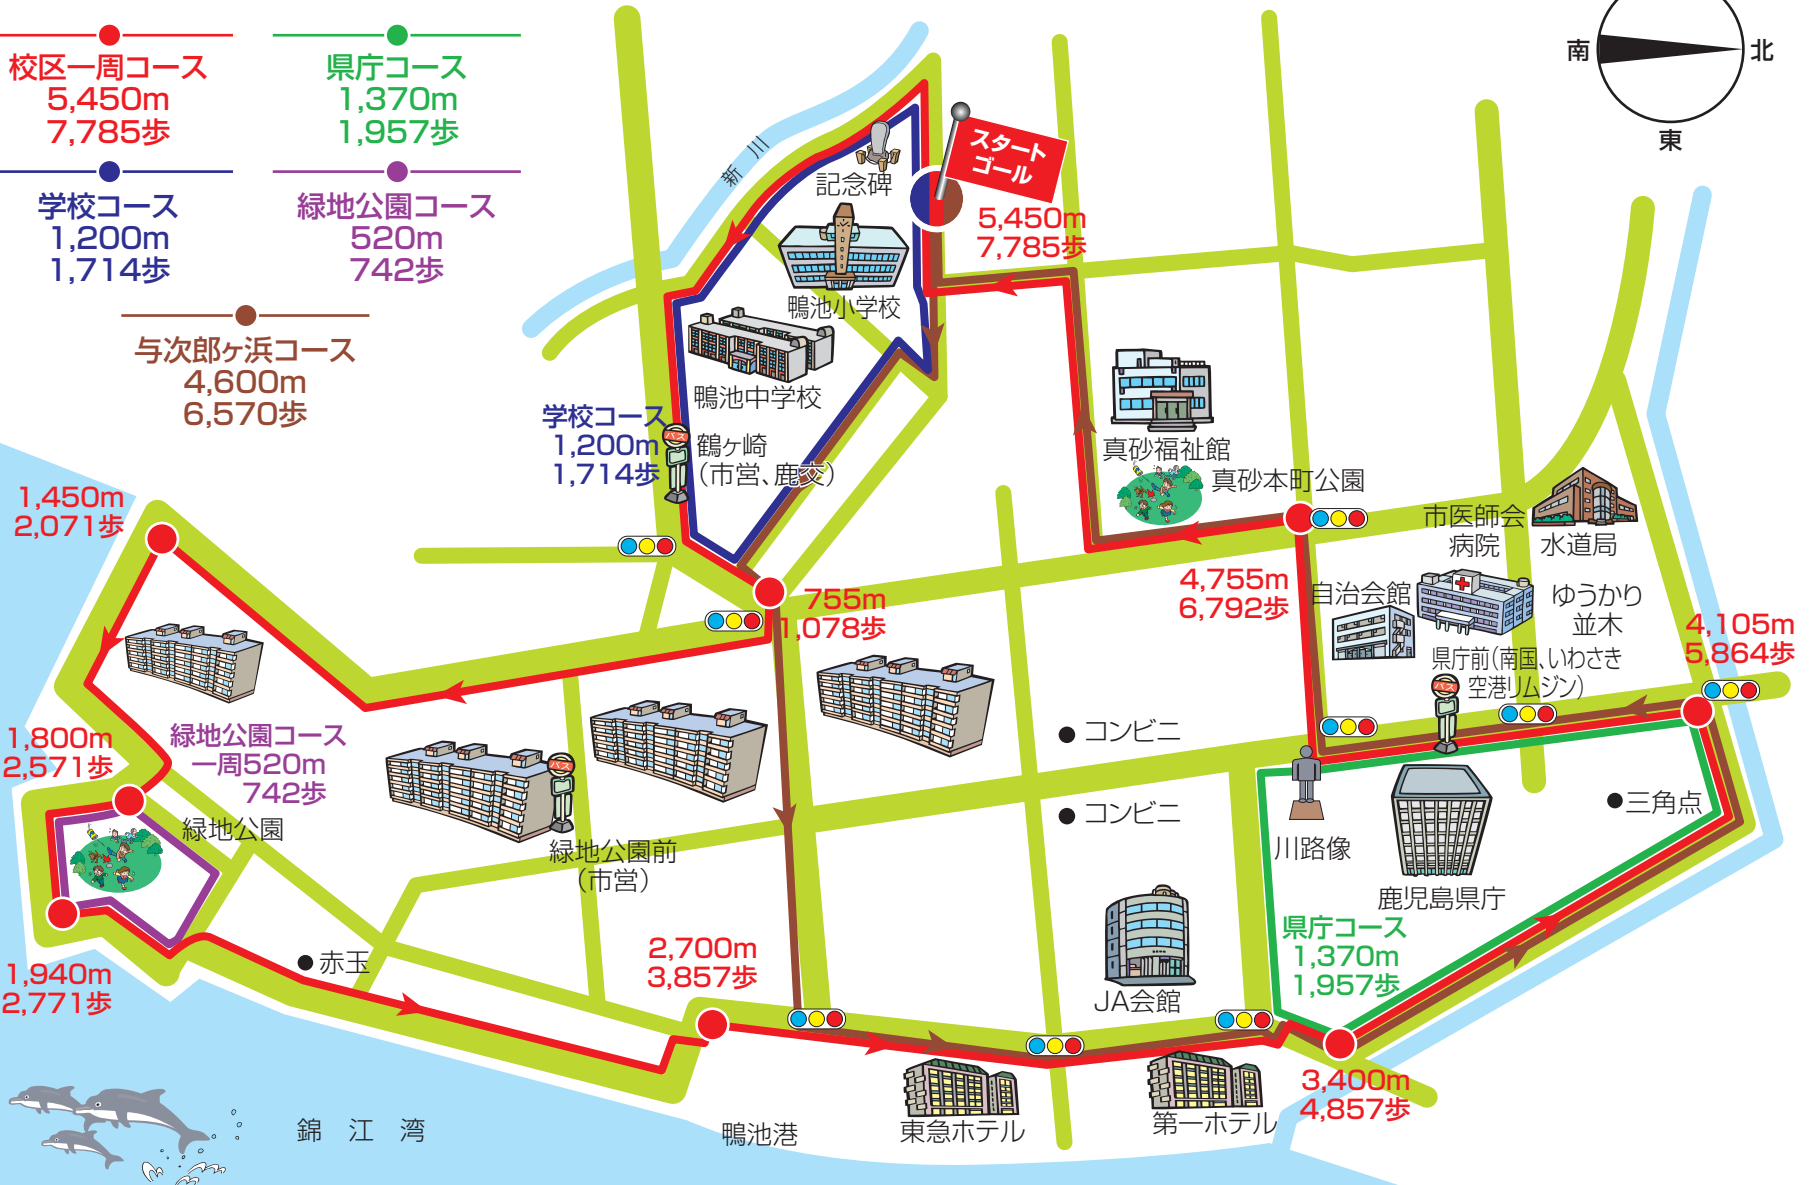 校区一周コース
5,450m
7,785歩
県庁コース
1,370m
1,957歩
学校コース
1,200m
1,714歩
緑地公園コース
520m
742歩
与次郎ヶ浜コース
4,600m
6,570歩
南
北
東
新川
記念碑
スタート
ゴール
5,450m
7,785歩
鴨池小学校
鴨池中学校
学校コース
1,200m
1,714歩
バス
鶴ヶ崎
(市営、鹿交)
真砂福祉館
真砂本町公園
市医師会
病院
水道局
1,450m
2,071歩
755m
1,078歩
4,755m
6,792歩
自治会館
ゆうかり
並木
4,105m
5,864歩
県庁前(南国、いわさき
空港リムジン)
バス
1,800m
2,571歩
緑地公園コース
一周520m
742歩
緑地公園
バス
緑地公園前
(市営)
コンビニ
コンビニ
川路像
三角点
鹿児島県庁
県庁コース
1,370m
1,957歩
1,940m
2,771歩
赤玉
2,700m
3,857歩
JA会館
3,400m
4,857歩
錦江湾
鴨池港
東急ホテル
第一ホテル